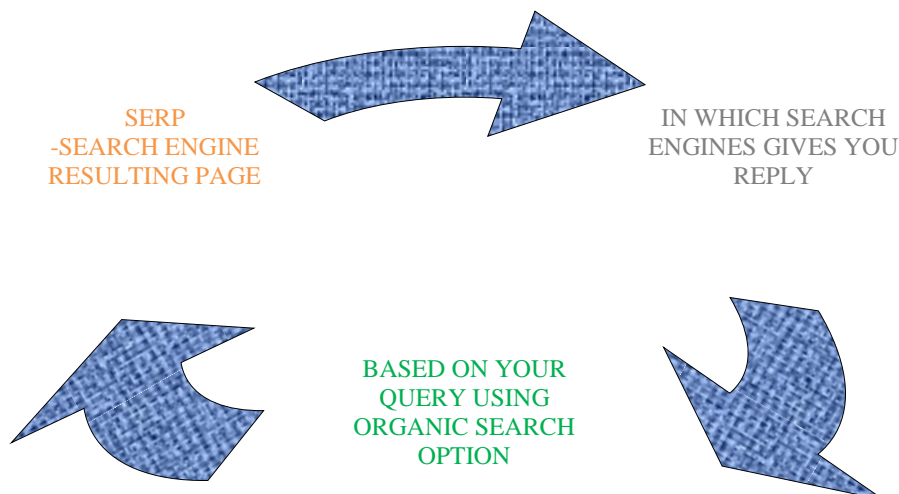 SERP
-SEARCH ENGINE
RESULTING PAGE
IN WHICH SEARCH
ENGINES GIVES YOU
REPLY
BASED ON YOUR
QUERY USING
ORGANIC SEARCH
OPTION